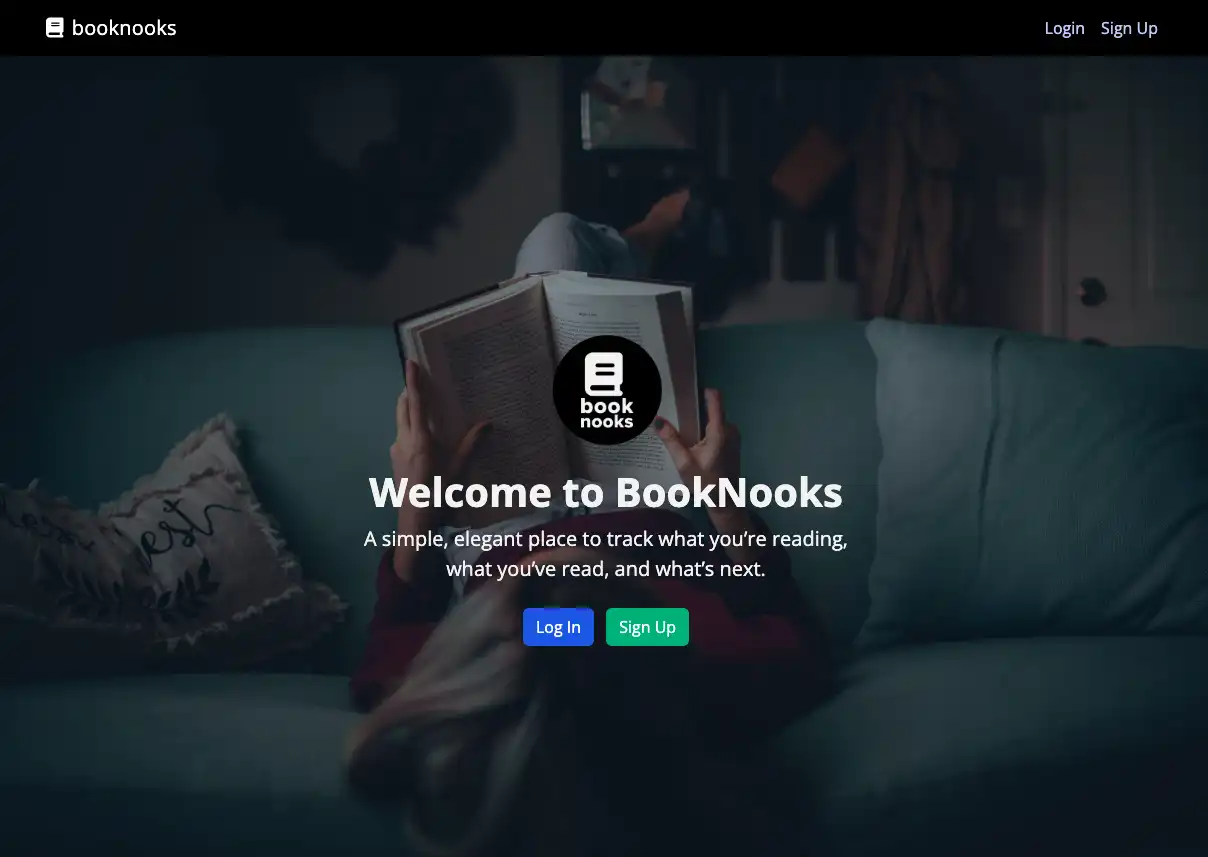 booknooks
Login Sign Up
book
nooks
est
Welcome to BookNooks
A simple, elegant place to track what you’re reading,
what you’ve read, and what’s next.
Log In Sign Up